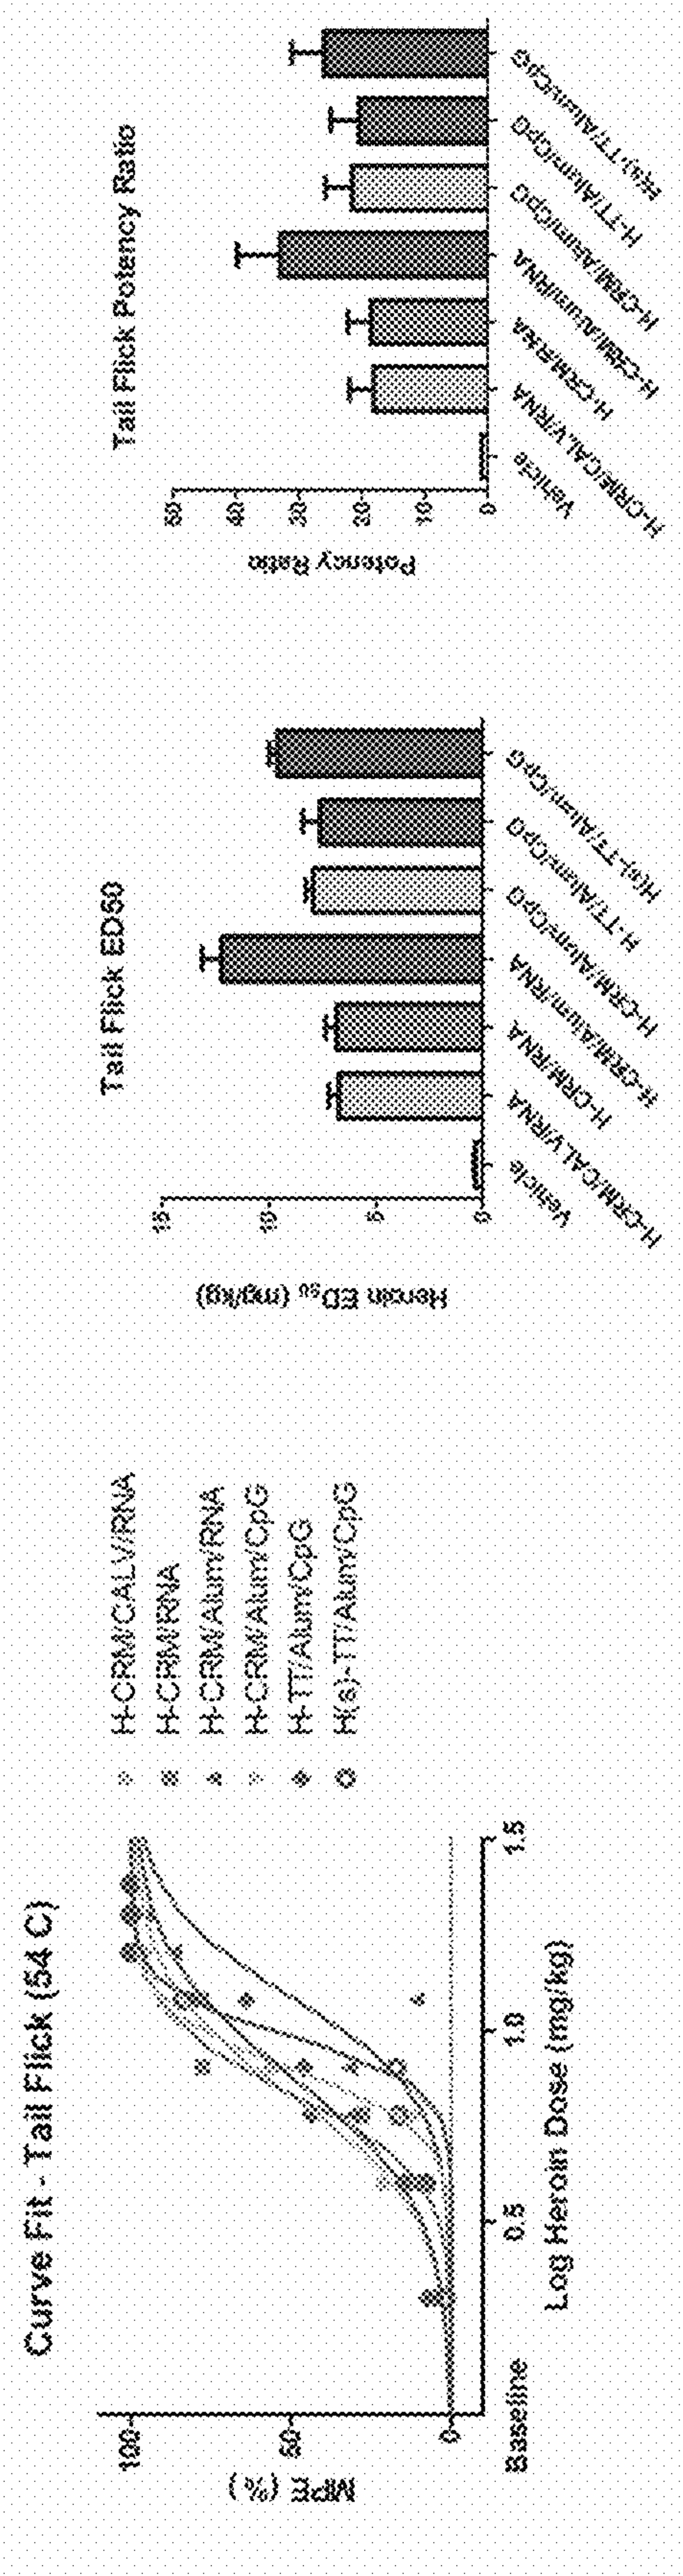 Curve Fit - Tail Flick (54 C)
MPE (%)
100
50
0
Baseline
0.5
1.0
1.5
Log Heroin Dose (mg/kg)
H-CRM/CALV/RNA
H-CRM/RNA
H-CRM/Alum/RNA
H-CRM/Alum/CpG
H-TT/Alum/CpG
H(s)-TT/Alum/CpG
Tail Flick ED50
Heroin ED50 (mg/kg)
15
10
5
0
Vehicle
H-CRM/CALV/RNA
H-CRM/RNA
H-CRM/Alum/RNA
H-CRM/Alum/CpG
H-TT/Alum/CpG
H(s)-TT/Alum/CpG
Tail Flick Potency Ratio
Potency Ratio
50
40
30
20
10
0
Vehicle
H-CRM/CALV/RNA
H-CRM/RNA
H-CRM/Alum/RNA
H-CRM/Alum/CpG
H-TT/Alum/CpG
H(s)-TT/Alum/CpG